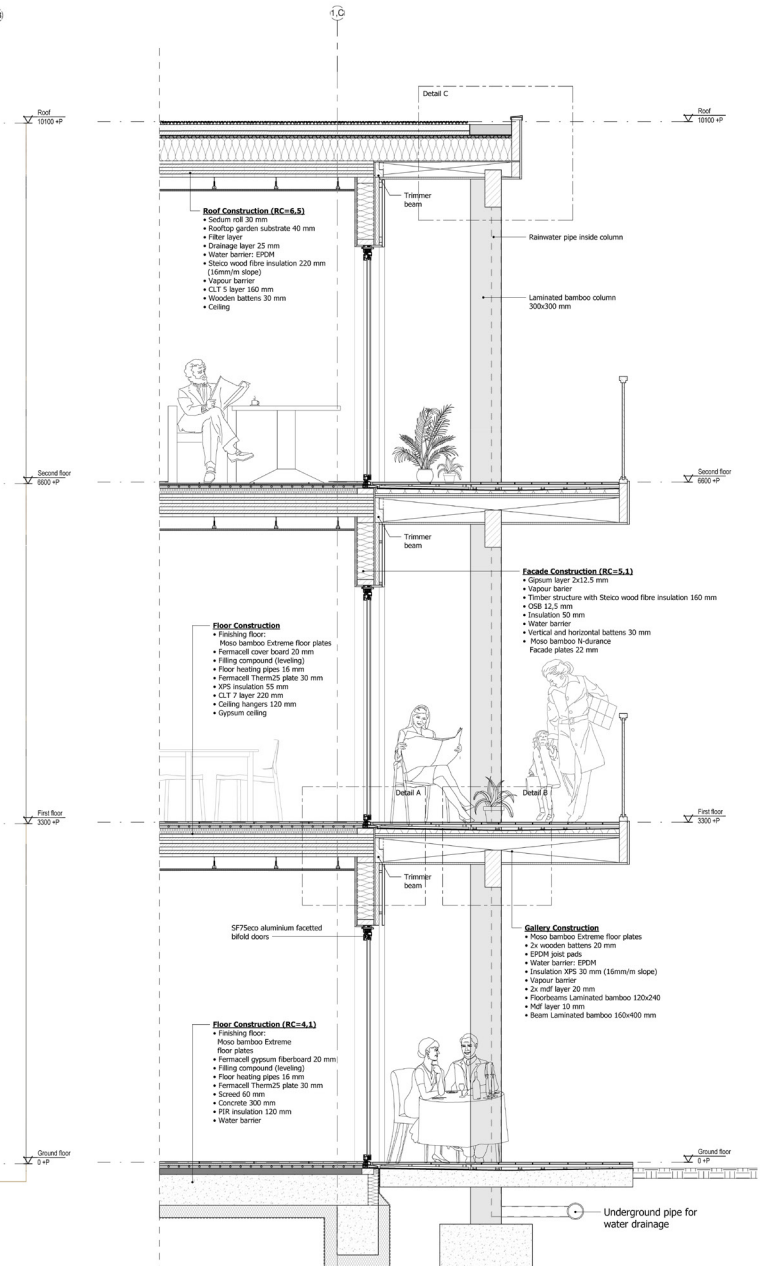 1,C
Detail C
Roof
10100 +P
Roof
10100 +P
Trimmer
beam
Roof Construction (RC=6,5)
• Sedum roll 30 mm
• Rooftop garden substrate 40 mm
• Filter layer
• Drainage layer 25 mm
• Water barrier: EPDM
• Steico wood fibre insulation 220 mm
(16mm/m slope)
• Vapour barrier
• CLT 5 layer 160 mm
• Wooden battens 30 mm
• Ceiling
Rainwater pipe inside column
Laminated bamboo column
300x300 mm
Second floor
6600 +P
Second floor
6600 +P
Trimmer
beam
Facade Construction (RC=5,1)
• Gipsum layer 2x12.5 mm
• Vapour barier
• Timber structure with Steico wood fibre insulation 160 mm
• OSB 12,5 mm
• Insulation 50 mm
• Water barrier
• Vertical and horizontal battens 30 mm
• Moso bamboo N-durance
Facade plates 22 mm
Floor Construction
• Finishing floor:
Moso bamboo Extreme floor plates
• Fermacell cover board 20 mm
• Filling compound (leveling)
• Floor heating pipes 16 mm
• Fermacell Therm25 plate 30 mm
• XPS insulation 55 mm
• CLT 7 layer 220 mm
• Ceiling hangers 120 mm
• Gypsum ceiling
Detail A
Detail B
First floor
3300 +P
First floor
3300 +P
Trimmer
beam
SF75eco aluminium facetted
bifold doors
Gallery Construction
• Moso bamboo Extreme floor plates
• 2x wooden battens 20 mm
• EPDM joist pads
• Water barrier: EPDM
• Insulation XPS 30 mm (16mm/m slope)
• Vapour barrier
• 2x mdf layer 20 mm
• Floorbeams Laminated bamboo 120x240
• Mdf layer 10 mm
• Beam Laminated bamboo 160x400 mm
Floor Construction (RC=4,1)
• Finishing floor:
Moso bamboo Extreme
floor plates
• Fermacell gypsum fiberboard 20 mm
• Filling compound (leveling)
• Floor heating pipes 16 mm
• Fermacell Therm25 plate 30 mm
• Screed 60 mm
• Concrete 300 mm
• PIR insulation 120 mm
• Water barrier
Ground floor
0 +P
Ground floor
0 +P
Underground pipe for
water drainage